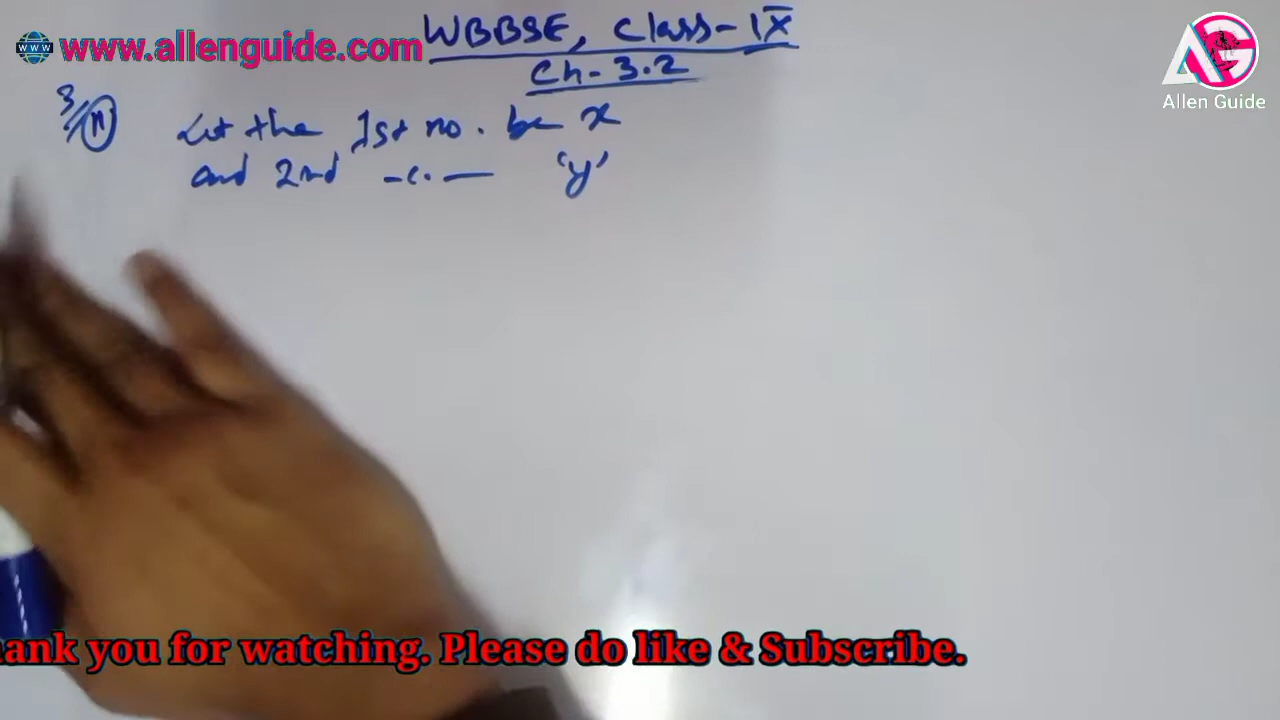 www.allenguide.com
WBBSE, Class-IX
Ch-3.2
Allen Guide
3/(ii) Let the 1st no. be x
and 2nd -〃- 'y'
ank you for watching. Please do like & Subscribe.